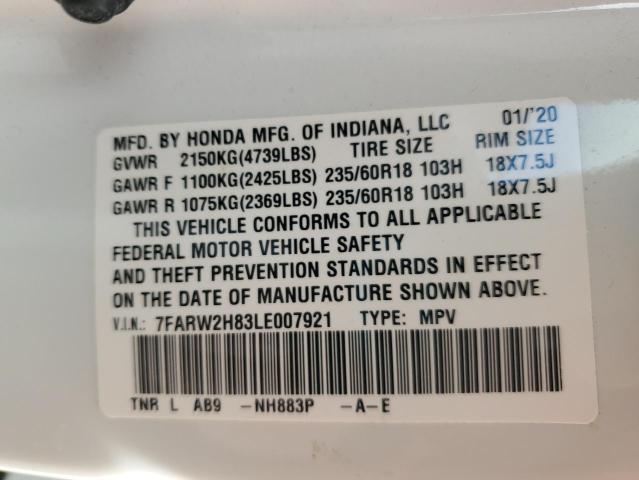 MFD. BY HONDA MFG. OF INDIANA, LLC 01/'20
GVWR 2150KG(4739LBS) TIRE SIZE RIM SIZE
GAWR F 1100KG(2425LBS) 235/60R18 103H 18X7.5J
GAWR R 1075KG(2369LBS) 235/60R18 103H 18X7.5J
THIS VEHICLE CONFORMS TO ALL APPLICABLE
FEDERAL MOTOR VEHICLE SAFETY
AND THEFT PREVENTION STANDARDS IN EFFECT
ON THE DATE OF MANUFACTURE SHOWN ABOVE.
V.I.N.: 7FARW2H83LE007921 TYPE: MPV
TNR L AB9 -NH883P -A-E